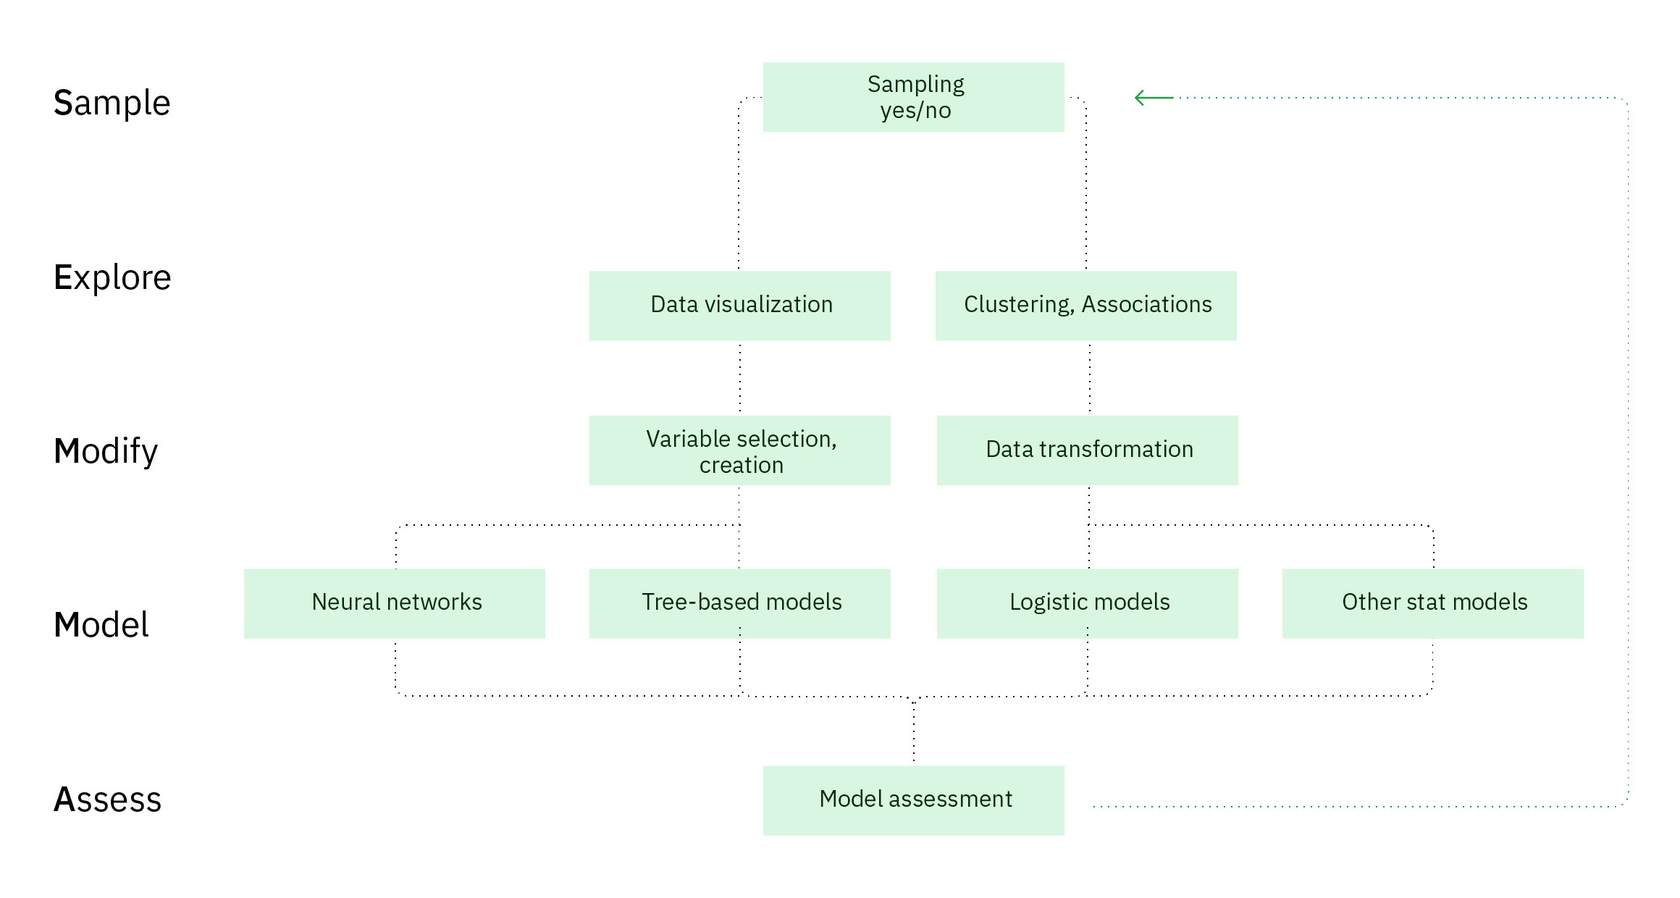 Sample
Sampling
yes/no
Explore
Data visualization
Clustering, Associations
Modify
Variable selection,
creation
Data transformation
Model
Neural networks
Tree-based models
Logistic models
Other stat models
Assess
Model assessment